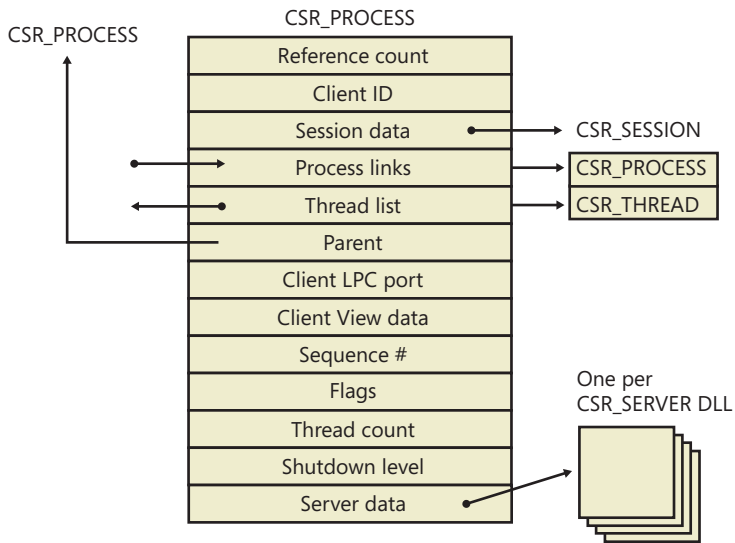 CSR_PROCESS
CSR_PROCESS
Reference count
Client ID
Session data
CSR_SESSION
Process links
CSR_PROCESS
Thread list
CSR_THREAD
Parent
Client LPC port
Client View data
Sequence #
Flags
One per
CSR_SERVER DLL
Thread count
Shutdown level
Server data